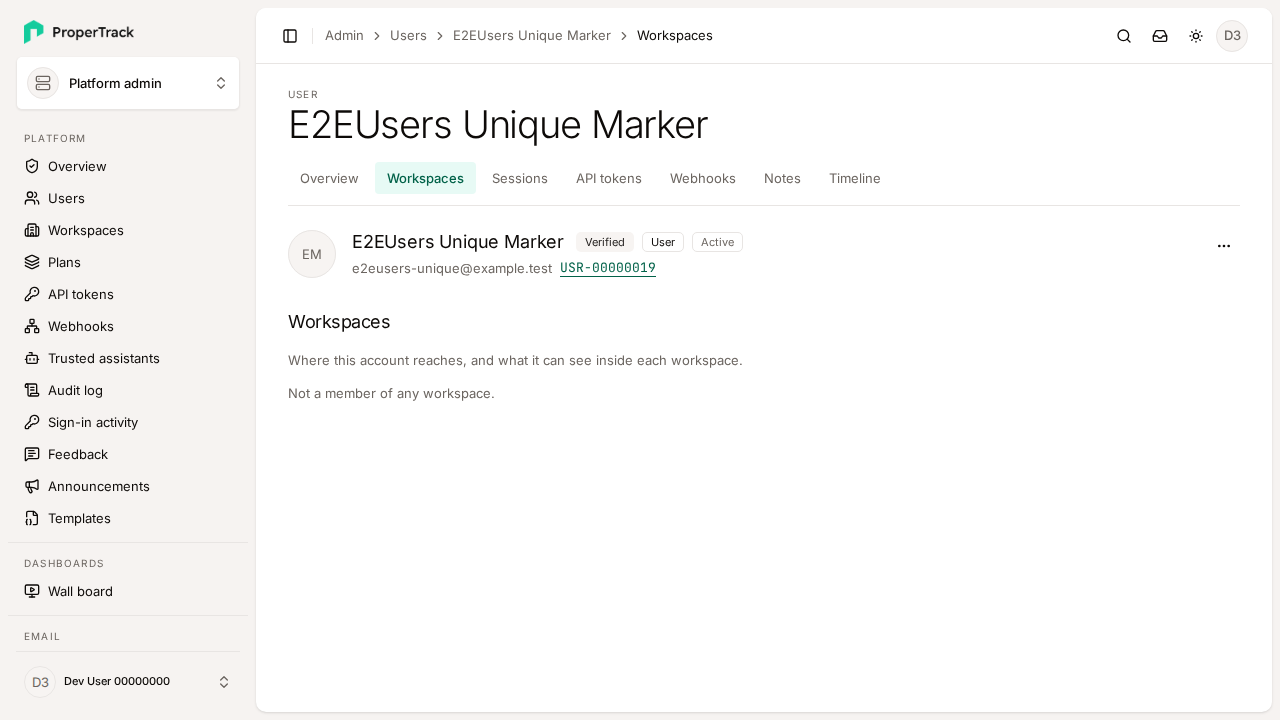 ProperTrack
Platform admin
PLATFORM
Overview
Users
Workspaces
Plans
API tokens
Webhooks
Trusted assistants
Audit log
Sign-in activity
Feedback
Announcements
Templates
DASHBOARDS
Wall board
EMAIL
D3 Dev User 00000000
Admin > Users > E2EUsers Unique Marker > Workspaces
D3
USER
E2EUsers Unique Marker
Overview Workspaces Sessions API tokens Webhooks Notes Timeline
EM
E2EUsers Unique Marker Verified User Active
e2eusers-unique@example.test USR-00000019
Workspaces
Where this account reaches, and what it can see inside each workspace.
Not a member of any workspace.